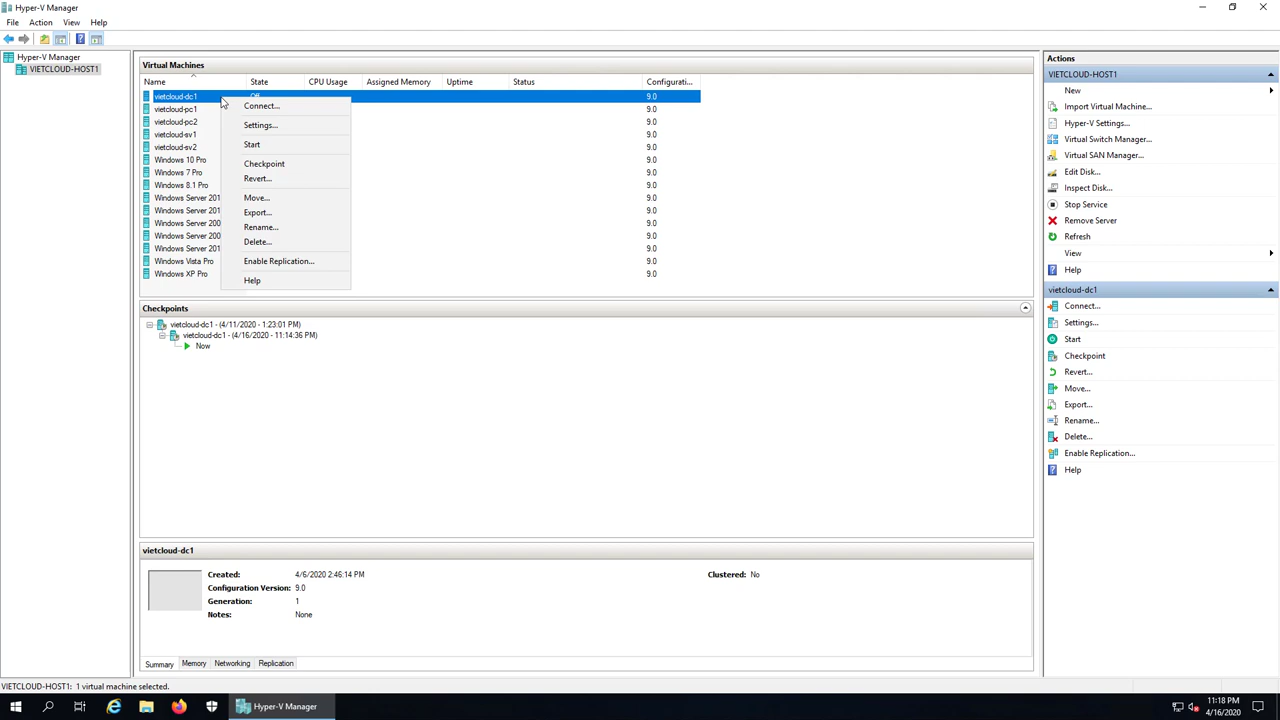 Hyper-V Manager
File Action View Help
Hyper-V Manager
VIETCLOUD-HOST1
Virtual Machines
Name State CPU Usage Assigned Memory Uptime Status Configurati...
vietcloud-dc1 Off 9.0
vietcloud-pc1 9.0
vietcloud-pc2 9.0
vietcloud-sv1 9.0
vietcloud-sv2 9.0
Windows 10 Pro 9.0
Windows 7 Pro 9.0
Windows 8.1 Pro 9.0
Windows Server 201 9.0
Windows Server 201 9.0
Windows Server 200 9.0
Windows Server 200 9.0
Windows Server 201 9.0
Windows Vista Pro 9.0
Windows XP Pro 9.0
Connect...
Settings...
Start
Checkpoint
Revert...
Move...
Export...
Rename...
Delete...
Enable Replication...
Help
Checkpoints
vietcloud-dc1 - (4/11/2020 - 1:23:01 PM)
vietcloud-dc1 - (4/16/2020 - 11:14:36 PM)
Now
vietcloud-dc1
Created: 4/6/2020 2:46:14 PM Clustered: No
Configuration Version: 9.0
Generation: 1
Notes: None
Summary Memory Networking Replication
Actions
VIETCLOUD-HOST1
New
Import Virtual Machine...
Hyper-V Settings...
Virtual Switch Manager...
Virtual SAN Manager...
Edit Disk...
Inspect Disk...
Stop Service
Remove Server
Refresh
View
Help
vietcloud-dc1
Connect...
Settings...
Start
Checkpoint
Revert...
Move...
Export...
Rename...
Delete...
Enable Replication...
Help
VIETCLOUD-HOST1: 1 virtual machine selected.
Hyper-V Manager
11:18 PM
4/16/2020